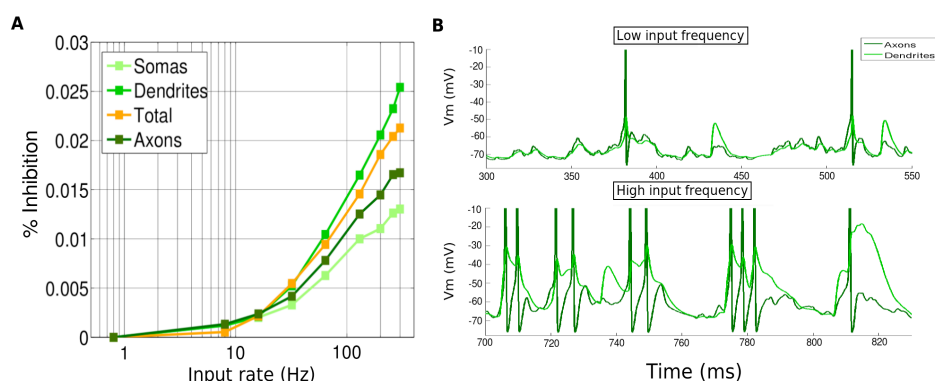 A
0.03
0.025
0.02
0.015
0.01
0.005
0
% Inhibition
Somas
Dendrites
Total
Axons
1
10
100
Input rate (Hz)
B
Low input frequency
Axons
Dendrites
-10
-20
-30
-40
-50
-60
-70
Vm (mV)
300
350
400
450
500
550
High input frequency
-10
-20
-30
-40
-50
-60
-70
Vm (mV)
700
720
740
760
780
800
820
Time (ms)